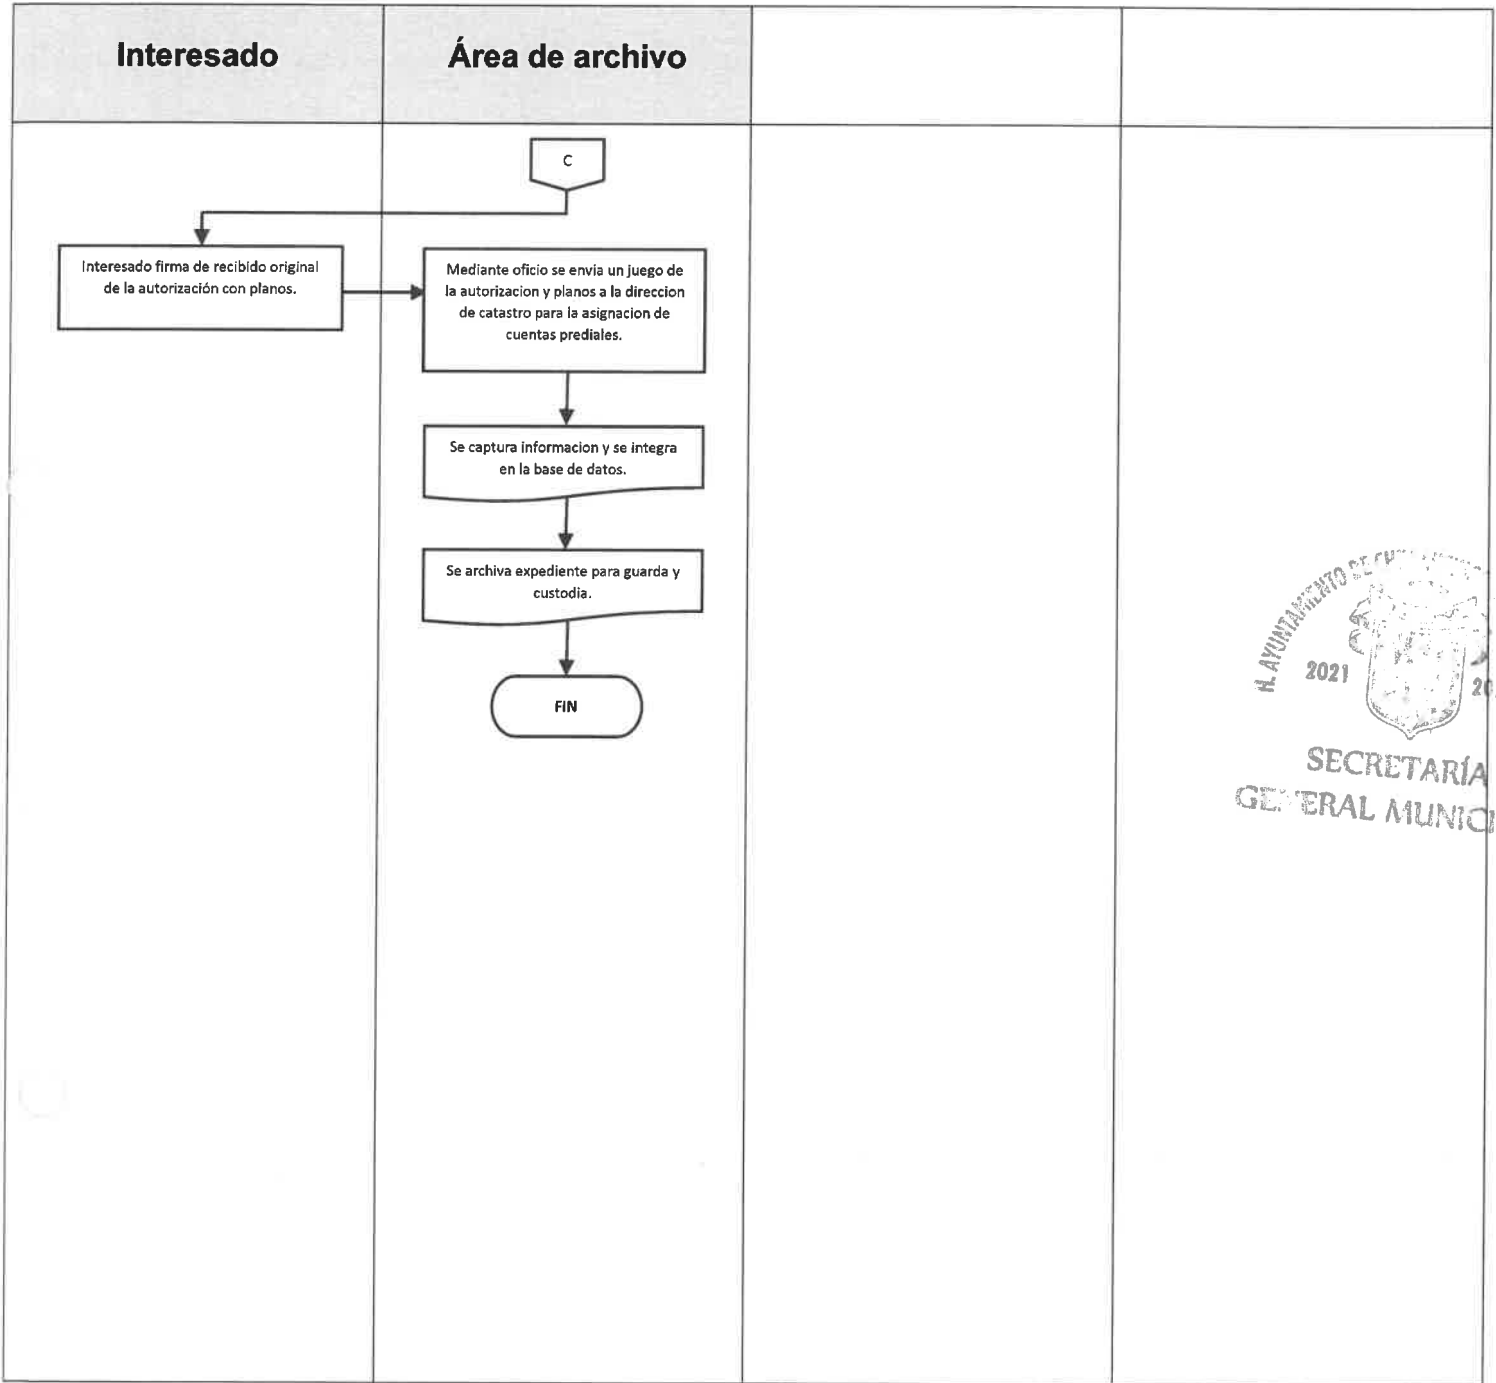 Interesado
Área de archivo
C
Interesado firma de recibido original
de la autorización con planos.
Mediante oficio se envia un juego de
la autorizacion y planos a la direccion
de catastro para la asignacion de
cuentas prediales.
Se captura informacion y se integra
en la base de datos.
Se archiva expediente para guarda y
custodia.
FIN
H. AYUNTAMIENTO DE
2021
SECRETARÍA